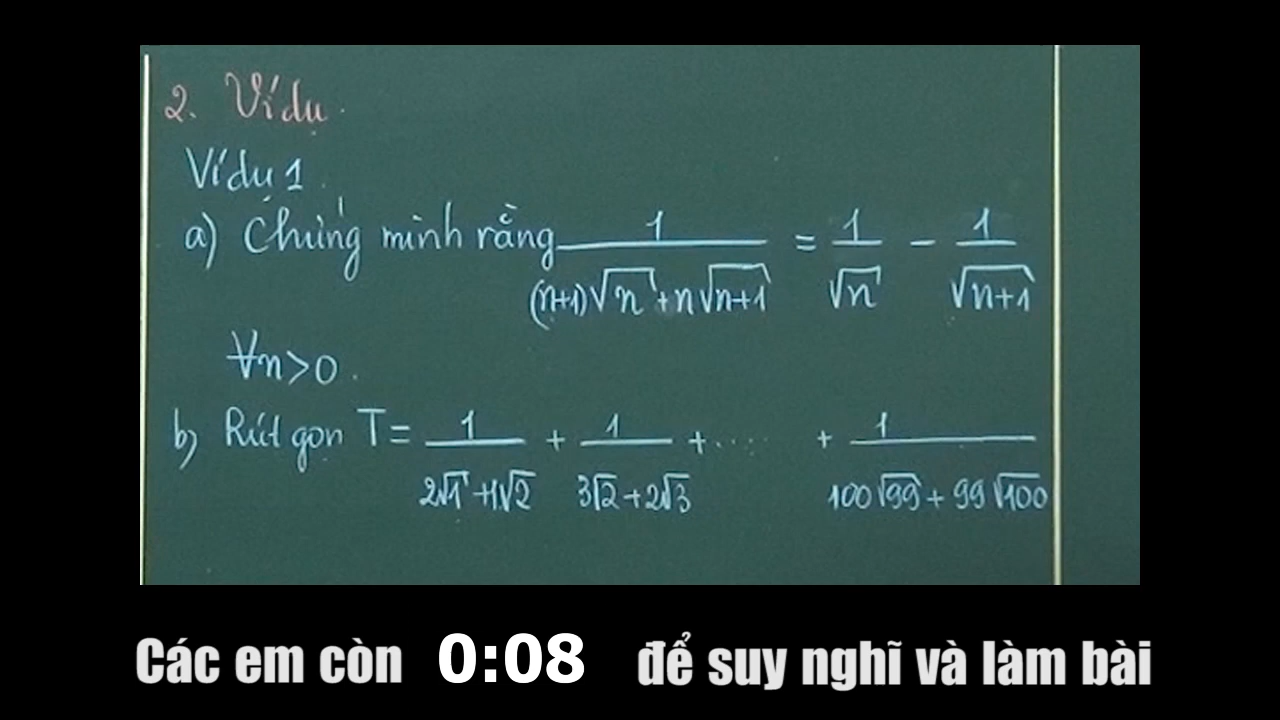 2. Ví dụ.
Ví dụ 1.
a) Chứng minh rằng 1/((n+1)√n + n√(n+1)) = 1/√n − 1/√(n+1)
∀n>0.
b) Rút gọn T = 1/(2√1 + 1√2) + 1/(3√2 + 2√3) + ..... + 1/(100√99 + 99√100)
Các em còn 0:08 để suy nghĩ và làm bài